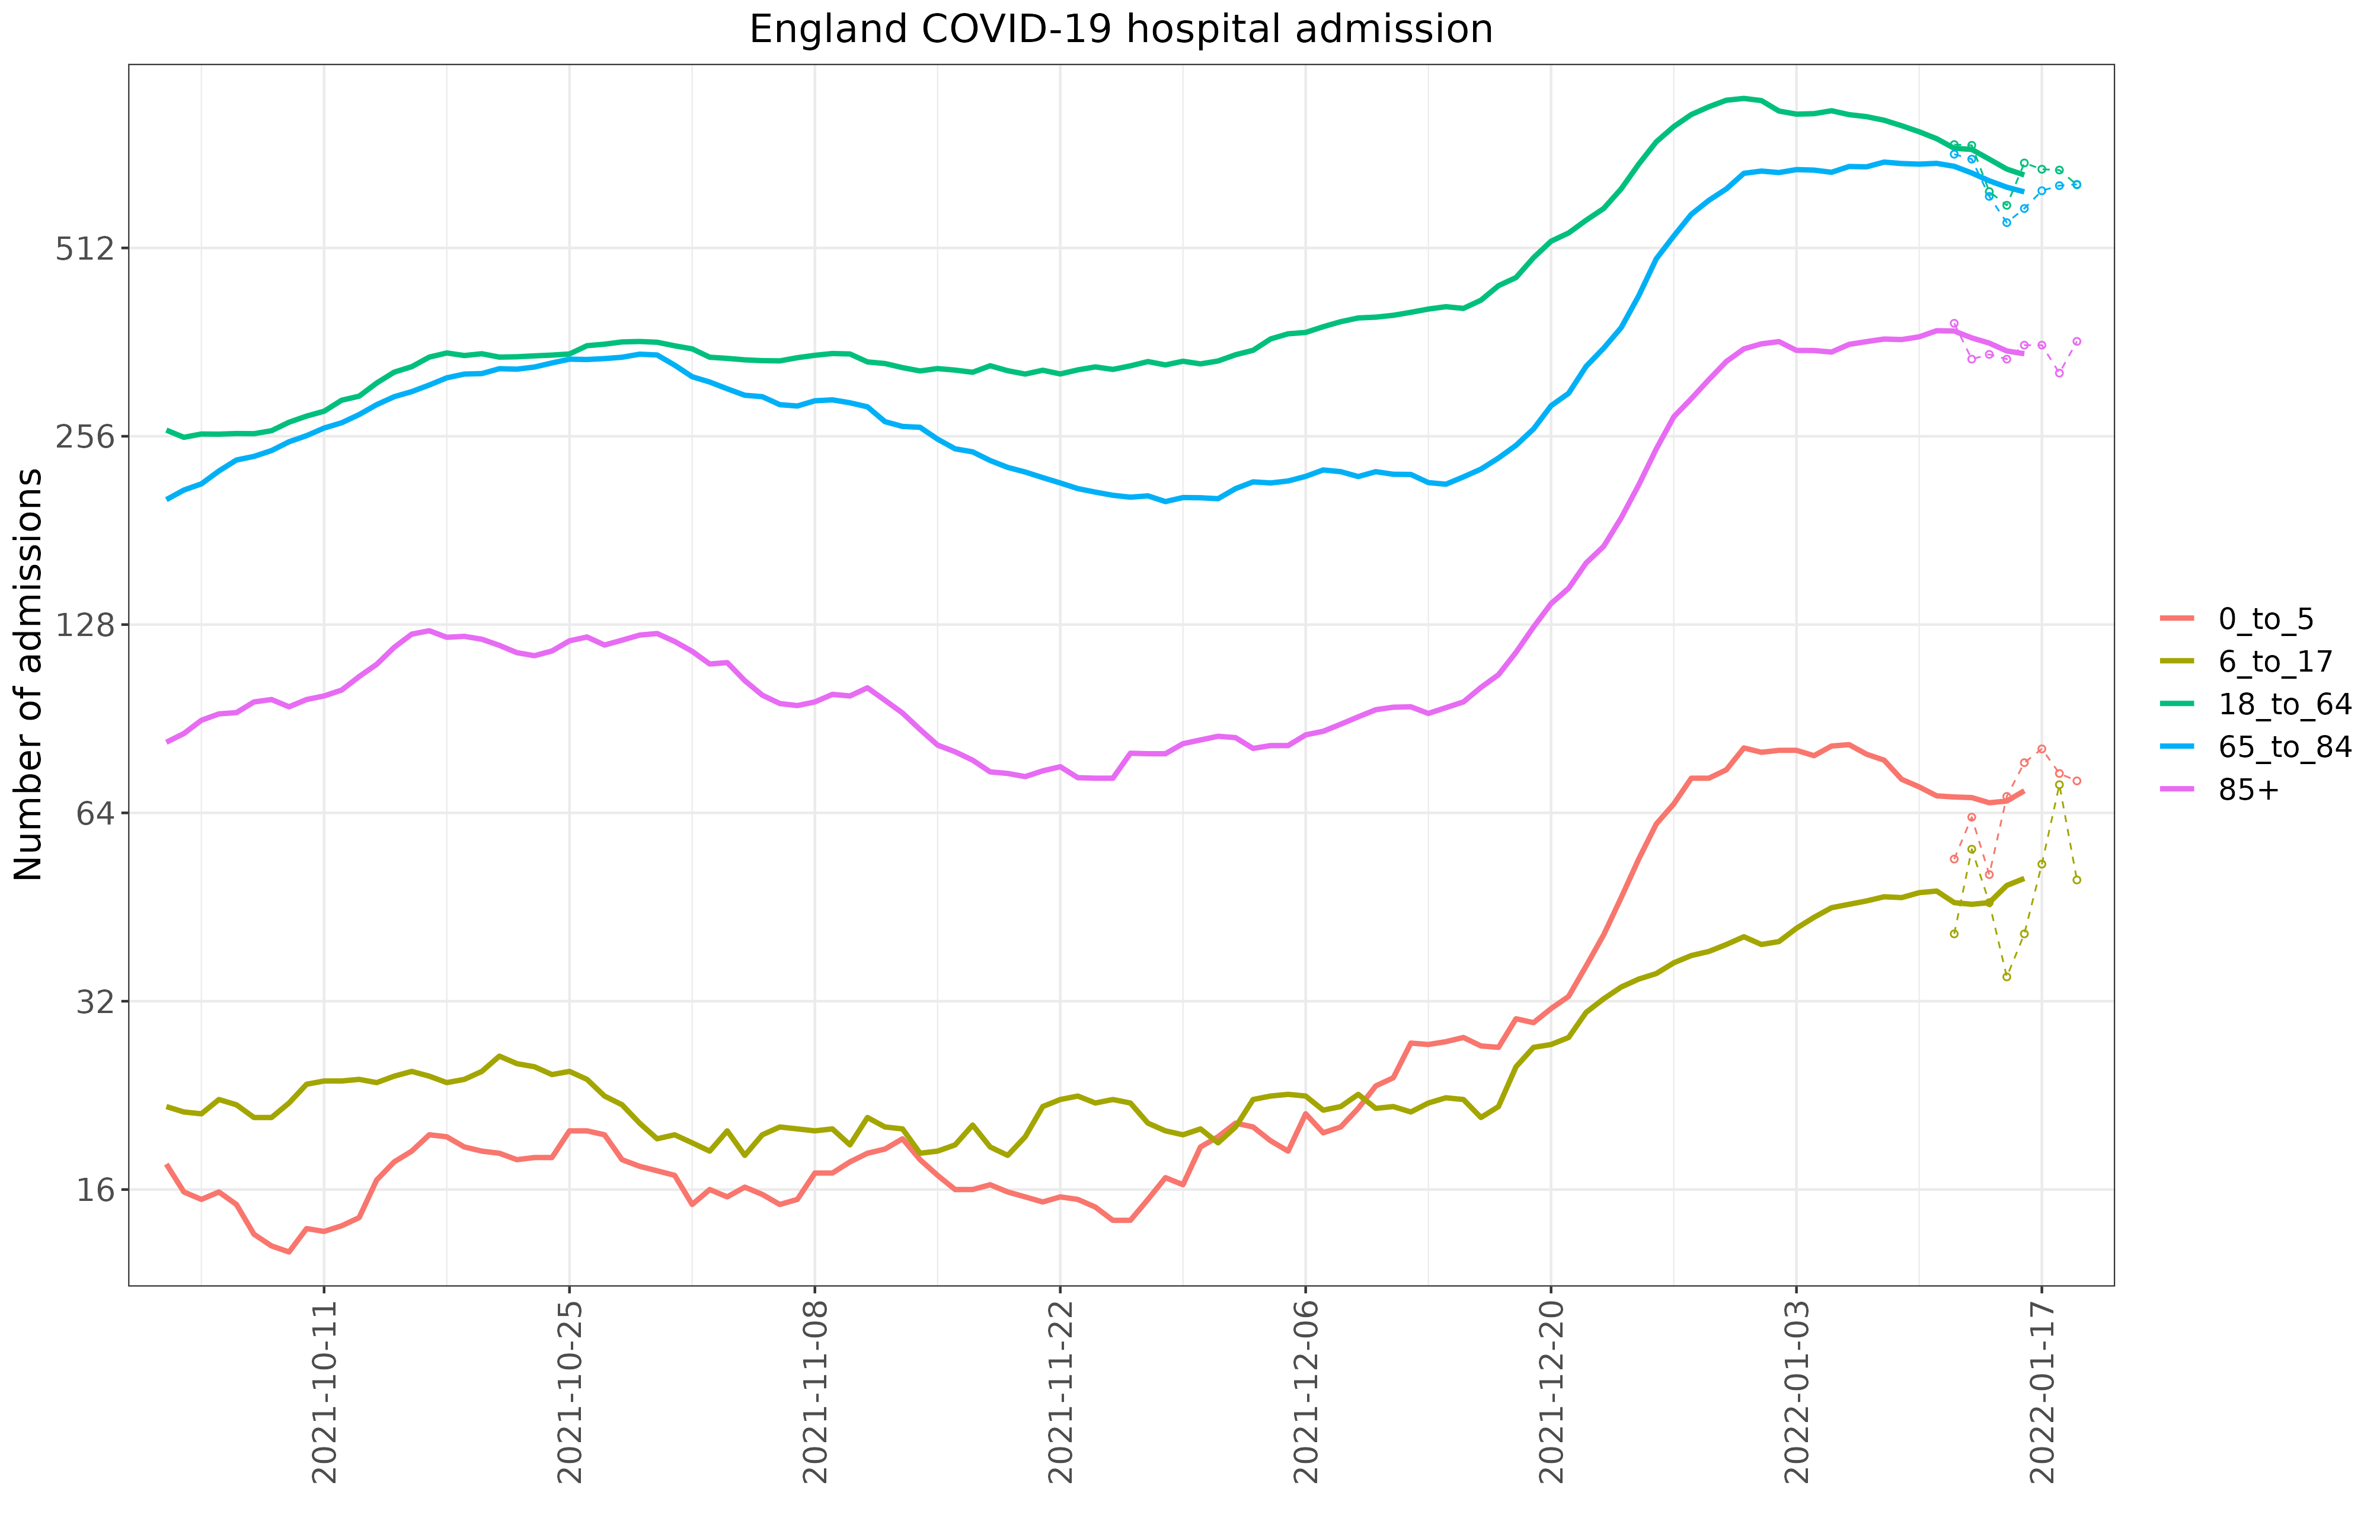 England COVID-19 hospital admission
Number of admissions
512
256
128
64
32
16
2021-10-11
2021-10-25
2021-11-08
2021-11-22
2021-12-06
2021-12-20
2022-01-03
2022-01-17
0_to_5
6_to_17
18_to_64
65_to_84
85+